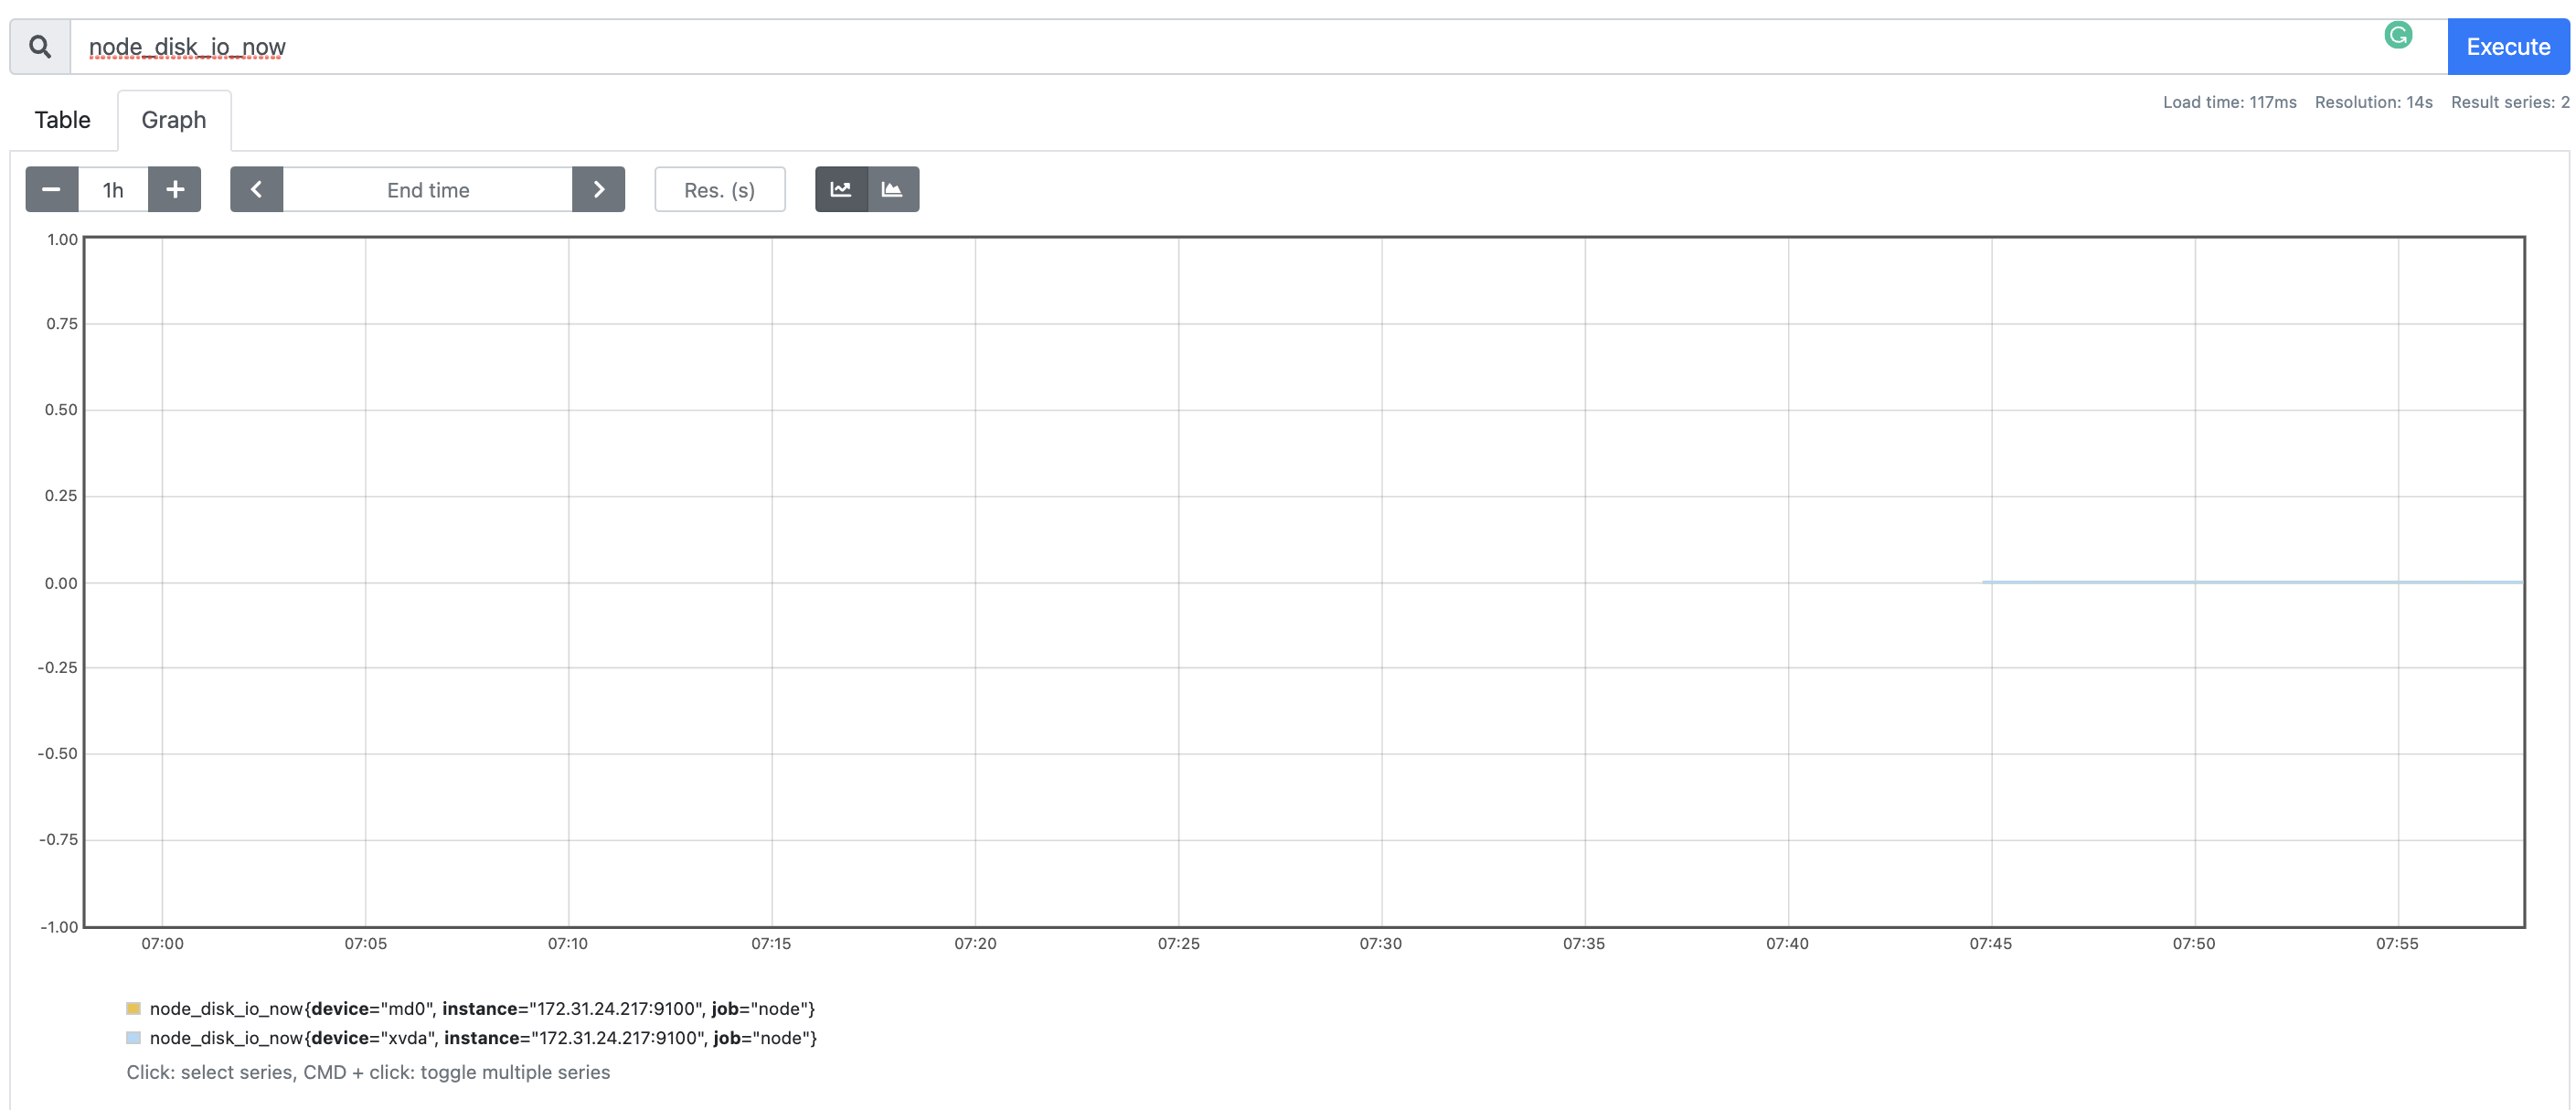 node_disk_io_now
Execute
Load time: 117ms Resolution: 14s Result series: 2
Table Graph
1h End time Res. (s)
1.00
0.75
0.50
0.25
0.00
-0.25
-0.50
-0.75
-1.00
07:00 07:05 07:10 07:15 07:20 07:25 07:30 07:35 07:40 07:45 07:50 07:55
node_disk_io_now{device="md0", instance="172.31.24.217:9100", job="node"}
node_disk_io_now{device="xvda", instance="172.31.24.217:9100", job="node"}
Click: select series, CMD + click: toggle multiple series